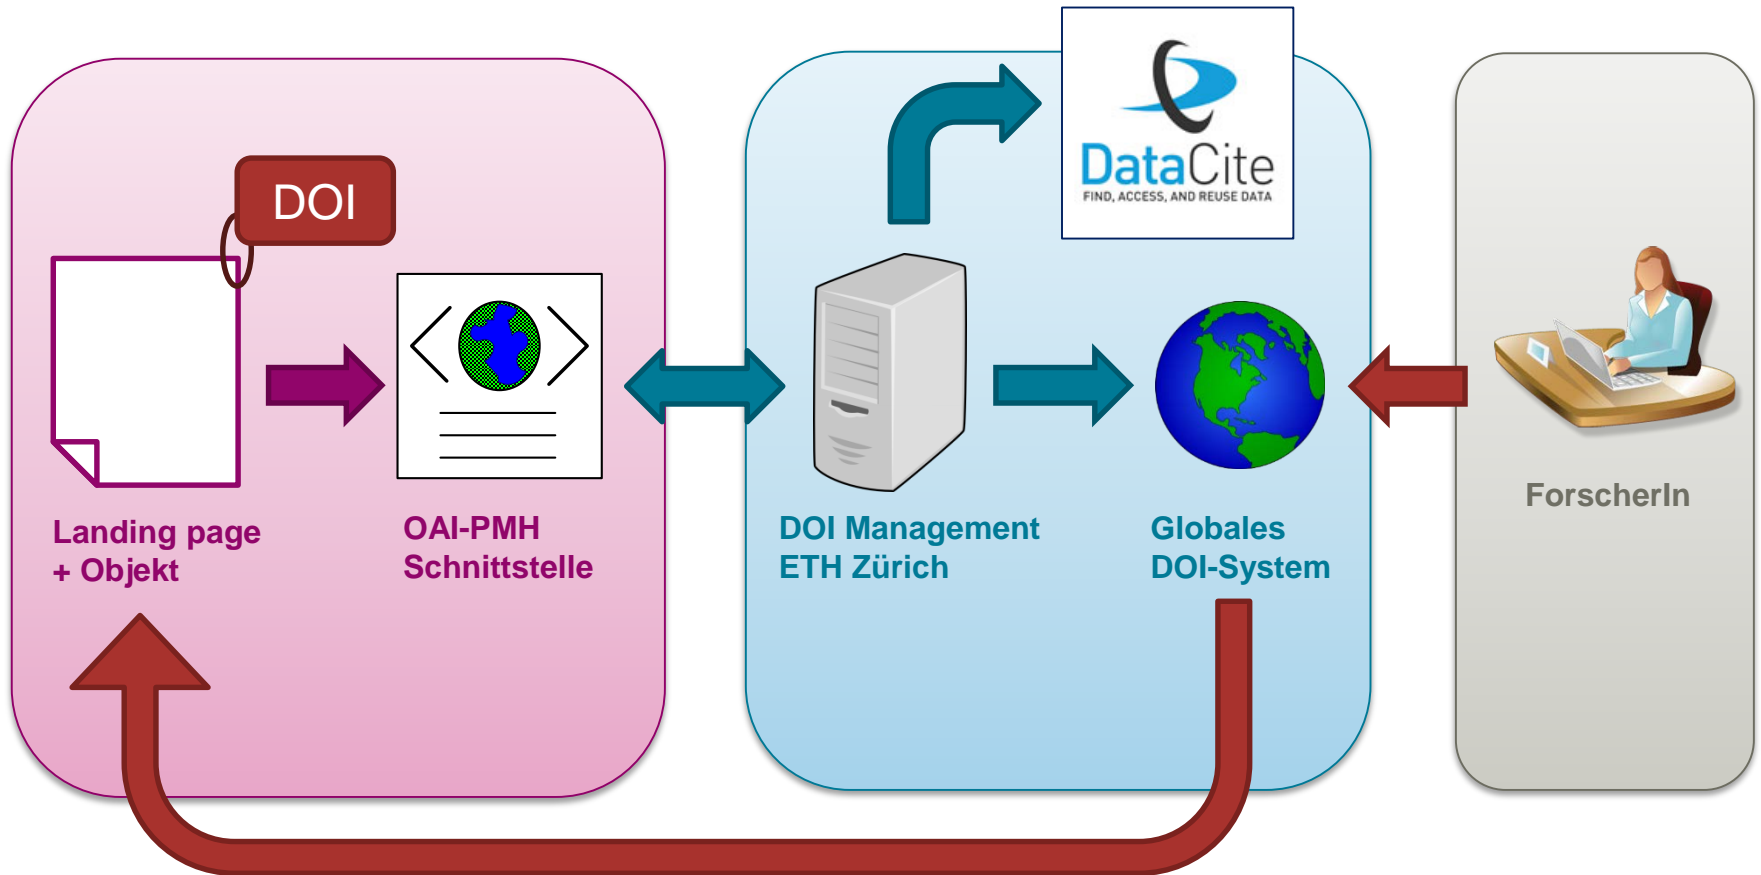 DOI
Landing page
+ Objekt
OAI-PMH
Schnittstelle
DataCite
FIND, ACCESS, AND REUSE DATA
DOI Management
ETH Zürich
Globales
DOI-System
ForscherIn